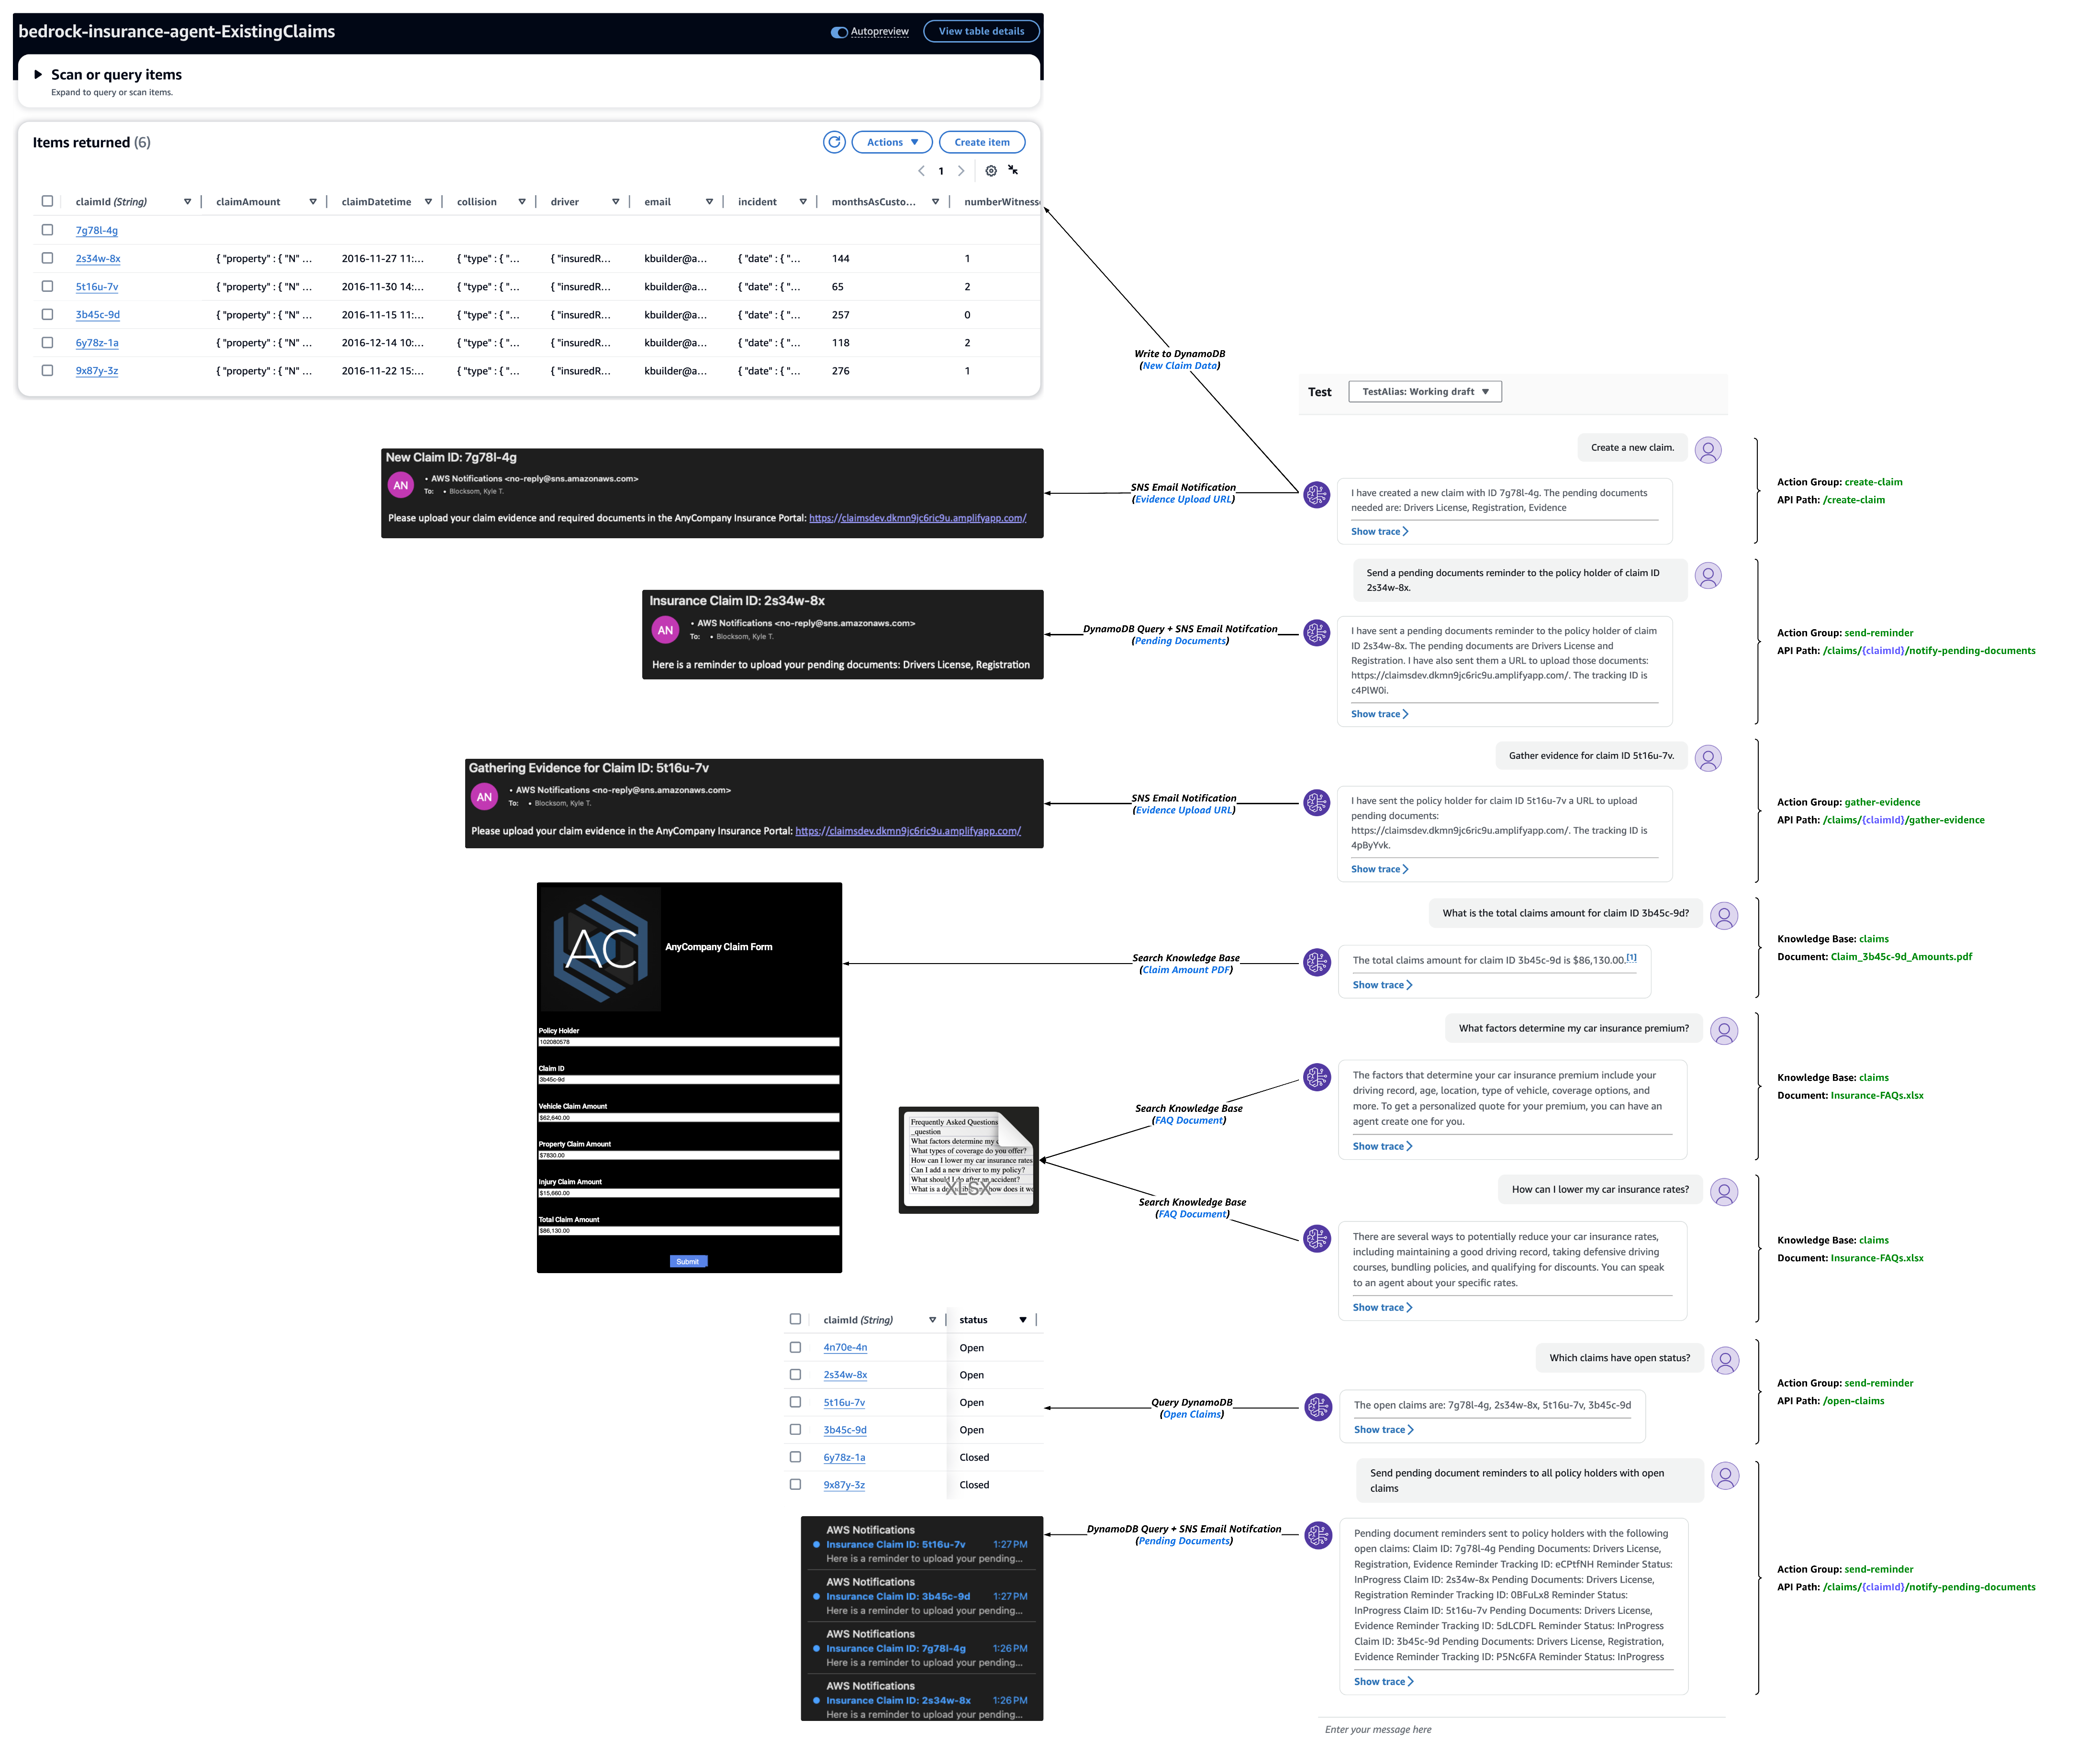 bedrock-insurance-agent-ExistingClaims
Autopreview
View table details
Scan or query items
Expand to query or scan items.
Items returned (6)
Actions
Create item
1
claimId (String) claimAmount claimDatetime collision driver email incident monthsAsCusto... numberWitness
7g78l-4g
2s34w-8x { "property" : { "N" ... 2016-11-27 11:... { "type" : { "... { "insuredR... kbuilder@a... { "date" : { "... 144 1
5t16u-7v { "property" : { "N" ... 2016-11-30 14:... { "type" : { "... { "insuredR... kbuilder@a... { "date" : { "... 65 2
3b45c-9d { "property" : { "N" ... 2016-11-15 11:... { "type" : { "... { "insuredR... kbuilder@a... { "date" : { "... 257 0
6y78z-1a { "property" : { "N" ... 2016-12-14 10:... { "type" : { "... { "insuredR... kbuilder@a... { "date" : { "... 118 2
9x87y-3z { "property" : { "N" ... 2016-11-22 15:... { "type" : { "... { "insuredR... kbuilder@a... { "date" : { "... 276 1
Write to DynamoDB
(New Claim Data)
Test
TestAlias: Working draft
Create a new claim.
New Claim ID: 7g78l-4g
AN
• AWS Notifications <no-reply@sns.amazonaws.com>
To: • Blocksom, Kyle T.
Please upload your claim evidence and required documents in the AnyCompany Insurance Portal: https://claimsdev.dkmn9jc6ric9u.amplifyapp.com/
SNS Email Notification
(Evidence Upload URL)
I have created a new claim with ID 7g78l-4g. The pending documents
needed are: Drivers License, Registration, Evidence
Show trace
Action Group: create-claim
API Path: /create-claim
Send a pending documents reminder to the policy holder of claim ID
2s34w-8x.
Insurance Claim ID: 2s34w-8x
AN
• AWS Notifications <no-reply@sns.amazonaws.com>
To: • Blocksom, Kyle T.
Here is a reminder to upload your pending documents: Drivers License, Registration
DynamoDB Query + SNS Email Notifcation
(Pending Documents)
I have sent a pending documents reminder to the policy holder of claim
ID 2s34w-8x. The pending documents are Drivers License and
Registration. I have also sent them a URL to upload those documents:
https://claimsdev.dkmn9jc6ric9u.amplifyapp.com/. The tracking ID is
c4PlW0i.
Show trace
Action Group: send-reminder
API Path: /claims/{claimId}/notify-pending-documents
Gather evidence for claim ID 5t16u-7v.
Gathering Evidence for Claim ID: 5t16u-7v
AN
• AWS Notifications <no-reply@sns.amazonaws.com>
To: • Blocksom, Kyle T.
Please upload your claim evidence in the AnyCompany Insurance Portal: https://claimsdev.dkmn9jc6ric9u.amplifyapp.com/
SNS Email Notification
(Evidence Upload URL)
I have sent the policy holder for claim ID 5t16u-7v a URL to upload
pending documents:
https://claimsdev.dkmn9jc6ric9u.amplifyapp.com/. The tracking ID is
4pByYvk.
Show trace
Action Group: gather-evidence
API Path: /claims/{claimId}/gather-evidence
What is the total claims amount for claim ID 3b45c-9d?
AC
AnyCompany Claim Form
Policy Holder
102080578
Claim ID
3b45c-9d
Vehicle Claim Amount
$62,640.00
Property Claim Amount
$7830.00
Injury Claim Amount
$15,660.00
Total Claim Amount
$86,130.00
Submit
Search Knowledge Base
(Claim Amount PDF)
The total claims amount for claim ID 3b45c-9d is $86,130.00.[1]
Show trace
Knowledge Base: claims
Document: Claim_3b45c-9d_Amounts.pdf
What factors determine my car insurance premium?
Search Knowledge Base
(FAQ Document)
The factors that determine your car insurance premium include your
driving record, age, location, type of vehicle, coverage options, and
more. To get a personalized quote for your premium, you can have an
agent create one for you.
Show trace
Knowledge Base: claims
Document: Insurance-FAQs.xlsx
Frequently Asked Questions
_question
What factors determine my c
What types of coverage do you offer?
How can I lower my car insurance rates
Can I add a new driver to my policy?
What should I do after an accident?
What is a how does it we
XLSX
How can I lower my car insurance rates?
Search Knowledge Base
(FAQ Document)
There are several ways to potentially reduce your car insurance rates,
including maintaining a good driving record, taking defensive driving
courses, bundling policies, and qualifying for discounts. You can speak
to an agent about your specific rates.
Show trace
Knowledge Base: claims
Document: Insurance-FAQs.xlsx
claimId (String) status
4n70e-4n Open
2s34w-8x Open
5t16u-7v Open
3b45c-9d Open
6y78z-1a Closed
9x87y-3z Closed
Which claims have open status?
Query DynamoDB
(Open Claims)
The open claims are: 7g78l-4g, 2s34w-8x, 5t16u-7v, 3b45c-9d
Show trace
Action Group: send-reminder
API Path: /open-claims
Send pending document reminders to all policy holders with open
claims
AWS Notifications
Insurance Claim ID: 5t16u-7v 1:27 PM
Here is a reminder to upload your pending...
AWS Notifications
Insurance Claim ID: 3b45c-9d 1:27 PM
Here is a reminder to upload your pending...
AWS Notifications
Insurance Claim ID: 7g78l-4g 1:26 PM
Here is a reminder to upload your pending...
AWS Notifications
Insurance Claim ID: 2s34w-8x 1:26 PM
Here is a reminder to upload your pending...
DynamoDB Query + SNS Email Notifcation
(Pending Documents)
Pending document reminders sent to policy holders with the following
open claims: Claim ID: 7g78l-4g Pending Documents: Drivers License,
Registration, Evidence Reminder Tracking ID: eCPtfNH Reminder Status:
InProgress Claim ID: 2s34w-8x Pending Documents: Drivers License,
Registration Reminder Tracking ID: 0BFuLx8 Reminder Status:
InProgress Claim ID: 5t16u-7v Pending Documents: Drivers License,
Evidence Reminder Tracking ID: 5dLCDFL Reminder Status: InProgress
Claim ID: 3b45c-9d Pending Documents: Drivers License, Registration,
Evidence Reminder Tracking ID: P5Nc6FA Reminder Status: InProgress
Show trace
Action Group: send-reminder
API Path: /claims/{claimId}/notify-pending-documents
Enter your message here